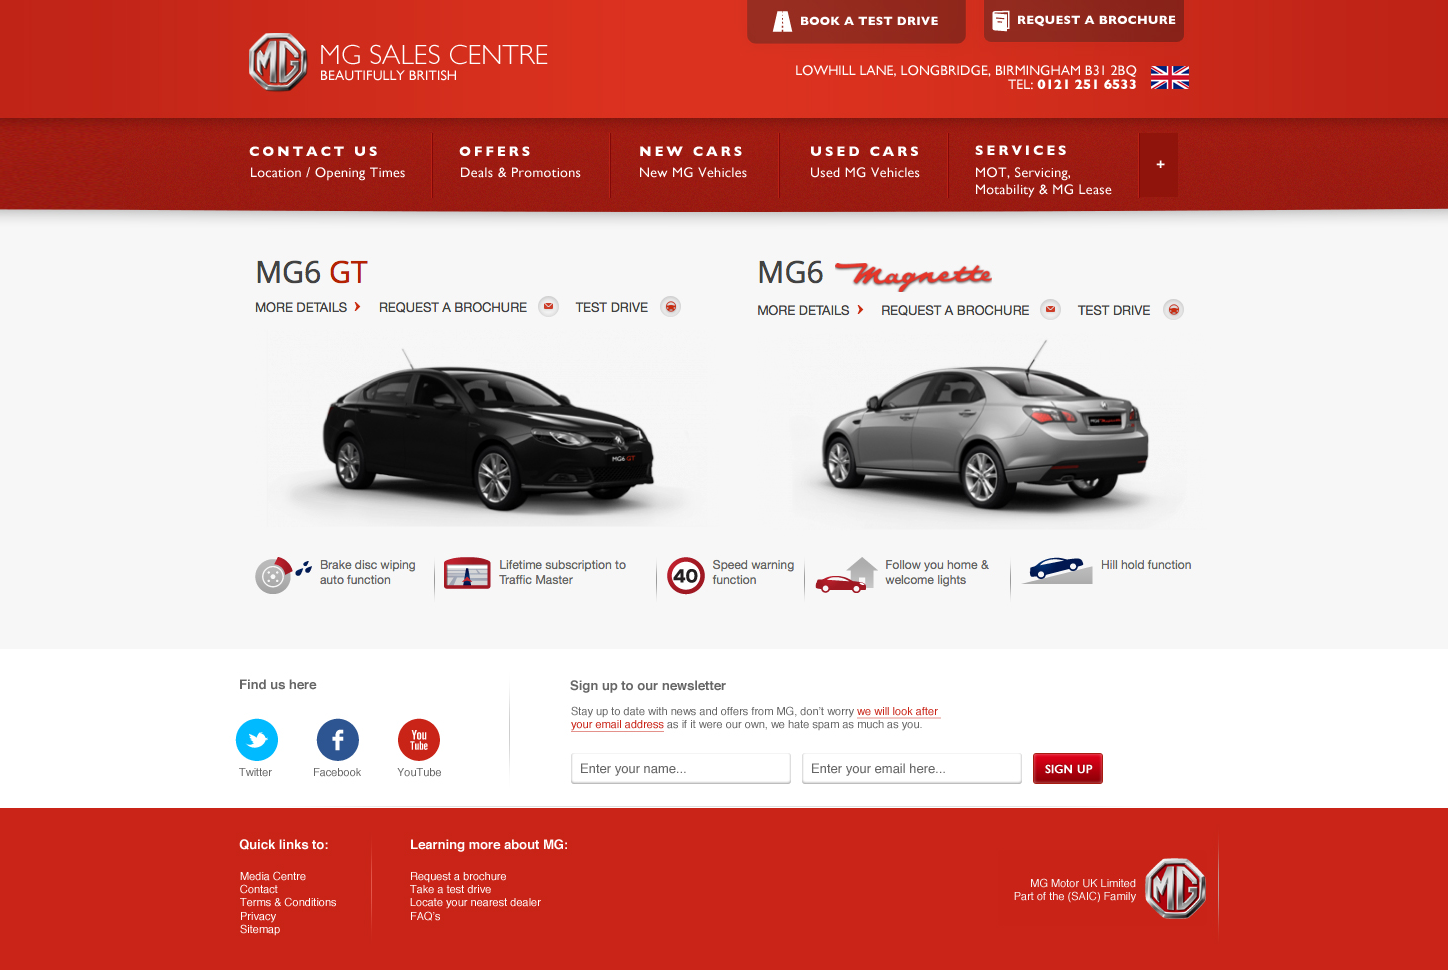 BOOK A TEST DRIVE
REQUEST A BROCHURE
MG
MG SALES CENTRE
BEAUTIFULLY BRITISH
LOWHILL LANE, LONGBRIDGE, BIRMINGHAM B31 2BQ
TEL: 0121 251 6533
CONTACT US
Location / Opening Times
OFFERS
Deals & Promotions
NEW CARS
New MG Vehicles
USED CARS
Used MG Vehicles
SERVICES
MOT, Servicing,
Motability & MG Lease
+
MG6 GT
MORE DETAILS
REQUEST A BROCHURE
TEST DRIVE
MG6 Magnette
MORE DETAILS
REQUEST A BROCHURE
TEST DRIVE
MG6 GT
MG6 Magnette
Brake disc wiping
auto function
Lifetime subscription to
Traffic Master
40
Speed warning
function
Follow you home &
welcome lights
Hill hold function
Find us here
Twitter
f
Facebook
You
Tube
YouTube
Sign up to our newsletter
Stay up to date with news and offers from MG, don't worry we will look after
your email address as if it were our own, we hate spam as much as you.
Enter your name...
Enter your email here...
SIGN UP
Quick links to:
Media Centre
Contact
Terms & Conditions
Privacy
Sitemap
Learning more about MG:
Request a brochure
Take a test drive
Locate your nearest dealer
FAQ's
MG Motor UK Limited
Part of the (SAIC) Family
MG